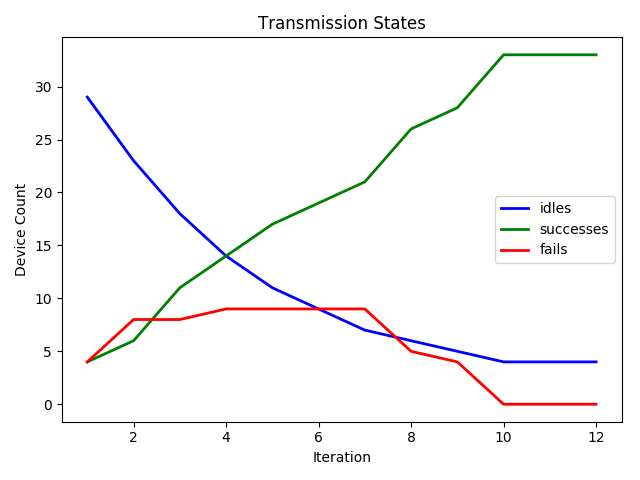 Transmission States
Device Count
30
25
20
15
10
5
0
idles
successes
fails
2 4 6 8 10 12
Iteration